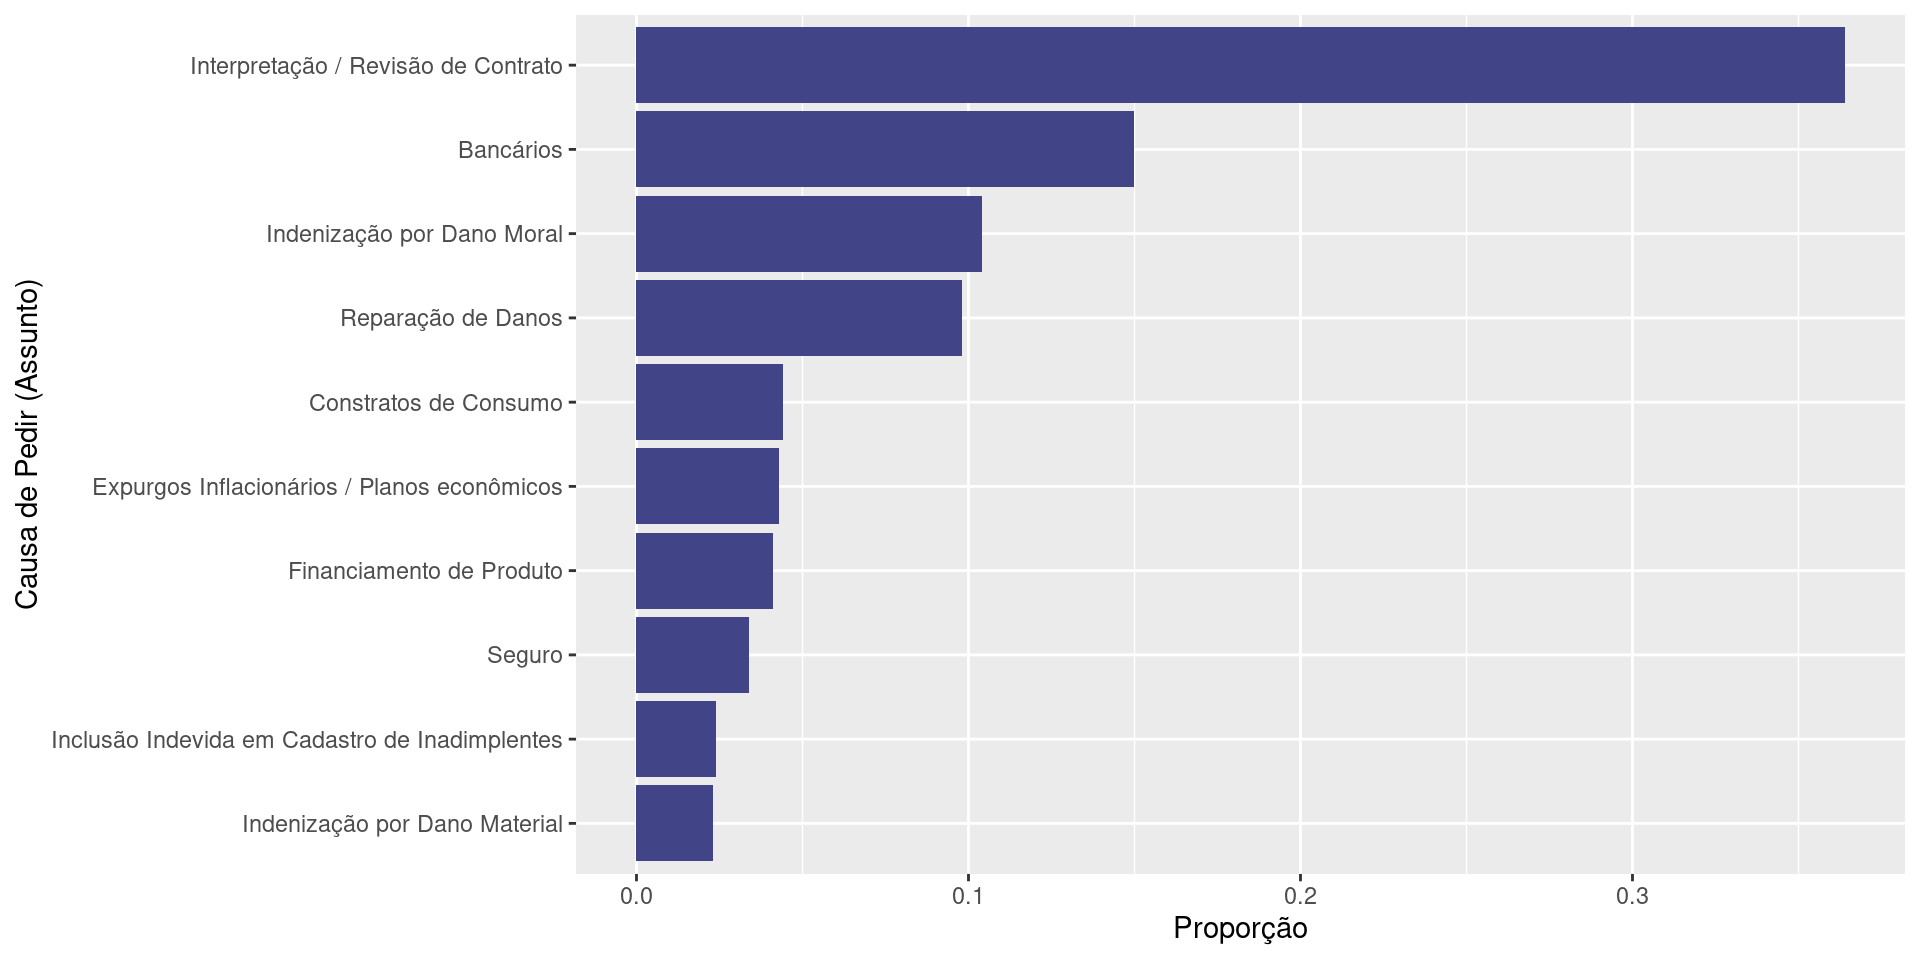 Interpretação / Revisão de Contrato
Bancários
Indenização por Dano Moral
Reparação de Danos
Constratos de Consumo
Expurgos Inflacionários / Planos econômicos
Financiamento de Produto
Seguro
Inclusão Indevida em Cadastro de Inadimplentes
Indenização por Dano Material
Causa de Pedir (Assunto)
0.0 0.1 0.2 0.3
Proporção